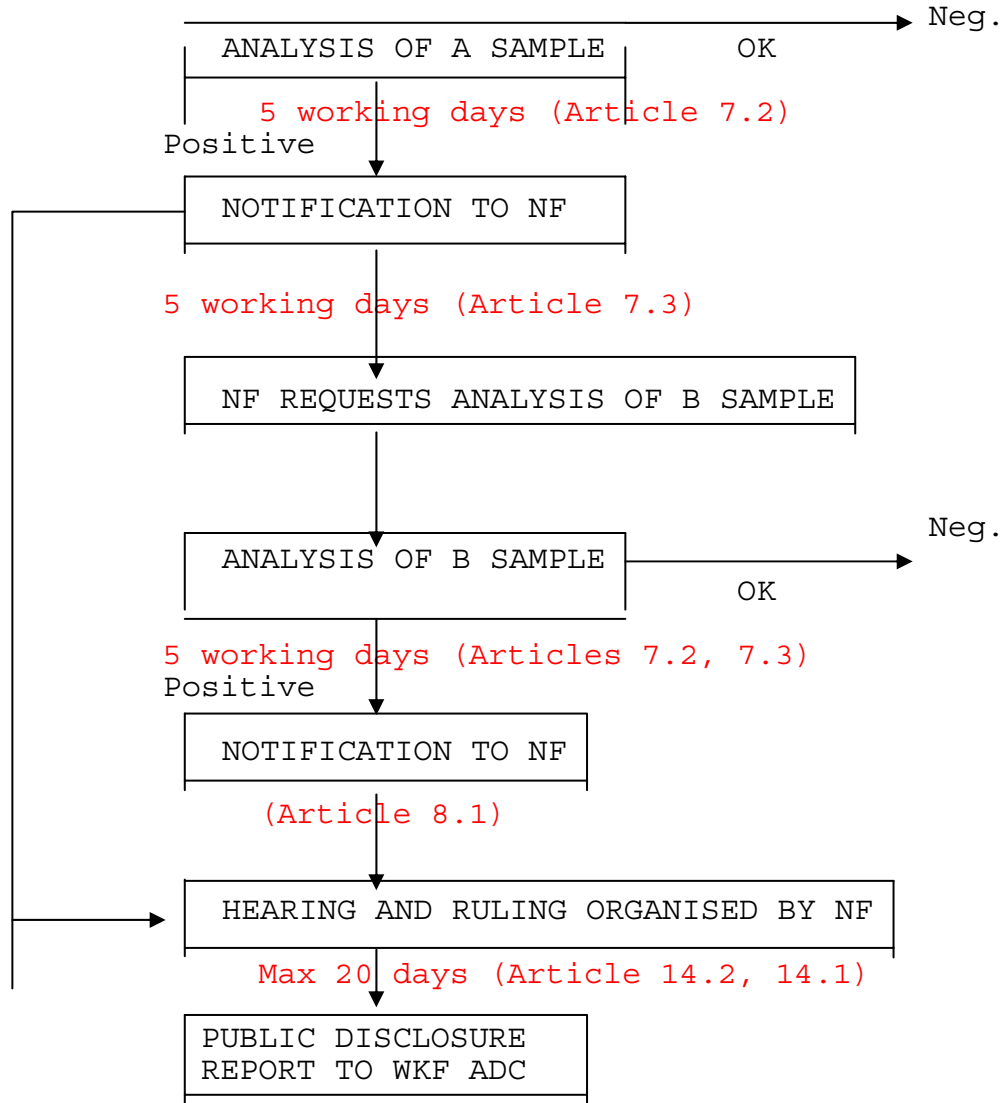 Neg.
ANALYSIS OF A SAMPLE OK
5 working days (Article 7.2)
Positive
NOTIFICATION TO NF
5 working days (Article 7.3)
NF REQUESTS ANALYSIS OF B SAMPLE
Neg.
ANALYSIS OF B SAMPLE
OK
5 working days (Articles 7.2, 7.3)
Positive
NOTIFICATION TO NF
(Article 8.1)
HEARING AND RULING ORGANISED BY NF
Max 20 days (Article 14.2, 14.1)
PUBLIC DISCLOSURE
REPORT TO WKF ADC